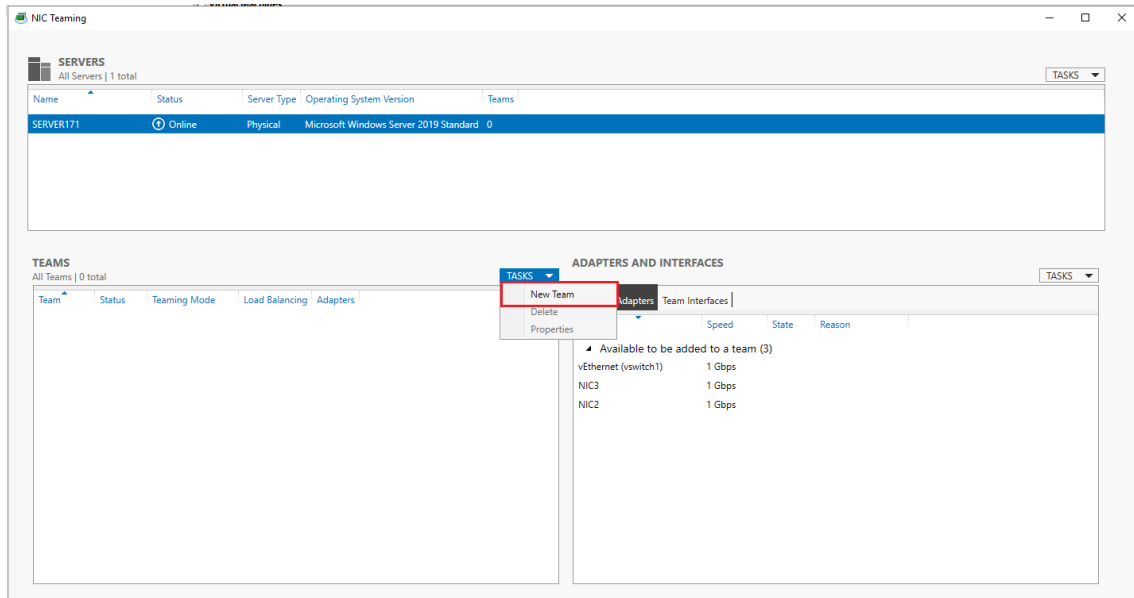 NIC Teaming
SERVERS
All Servers | 1 total
TASKS
Name Status Server Type Operating System Version Teams
SERVER171 Online Physical Microsoft Windows Server 2019 Standard 0
TEAMS
All Teams | 0 total
TASKS
Team Status Teaming Mode Load Balancing Adapters
New Team
Delete
Properties
ADAPTERS AND INTERFACES
TASKS
Adapters Team Interfaces
Speed State Reason
Available to be added to a team (3)
vEthernet (vswitch1) 1 Gbps
NIC3 1 Gbps
NIC2 1 Gbps